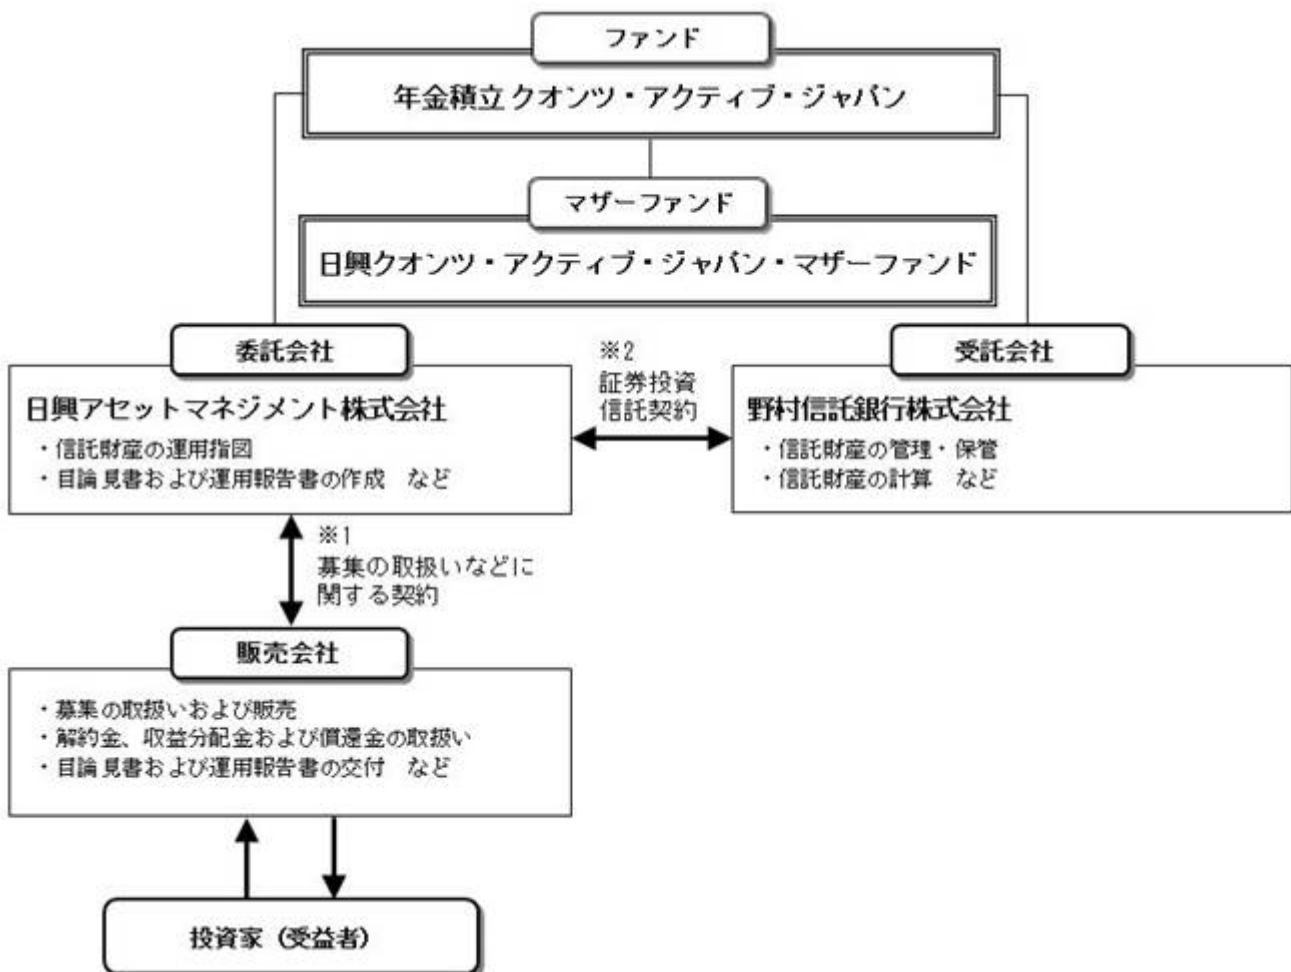 ファンド
年金積立 クオンツ・アクティブ・ジャパン
マザーファンド
日興クオンツ・アクティブ・ジャパン・マザーファンド
委託会社
日興アセットマネジメント株式会社
・信託財産の運用指図
・目論見書および運用報告書の作成　など
※2
証券投資
信託契約
受託会社
野村信託銀行株式会社
・信託財産の管理・保管
・信託財産の計算　など
※1
募集の取扱いなどに
関する契約
販売会社
・募集の取扱いおよび販売
・解約金、収益分配金および償還金の取扱い
・目論見書および運用報告書の交付　など
投資家（受益者）